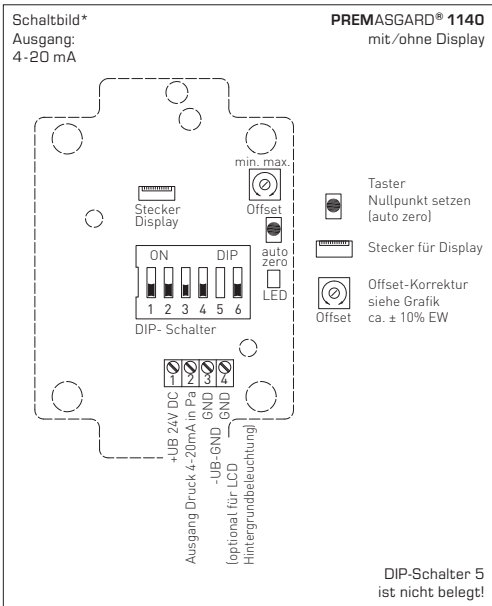 Schaltbild*
Ausgang:
4-20 mA
PREMASGARD® 1140
mit/ohne Display
min. max.
Offset
Stecker
Display
auto
zero
LED
ON DIP
1 2 3 4 5 6
DIP- Schalter
1 2 3 4
+UB 24V DC
Ausgang Druck 4-20mA in Pa
GND
-UB-GND GND
(optional für LCD
Hintergrundbeleuchtung)
Taster
Nullpunkt setzen
(auto zero)
Stecker für Display
Offset
Offset-Korrektur
siehe Grafik
ca. ± 10% EW
DIP-Schalter 5
ist nicht belegt!